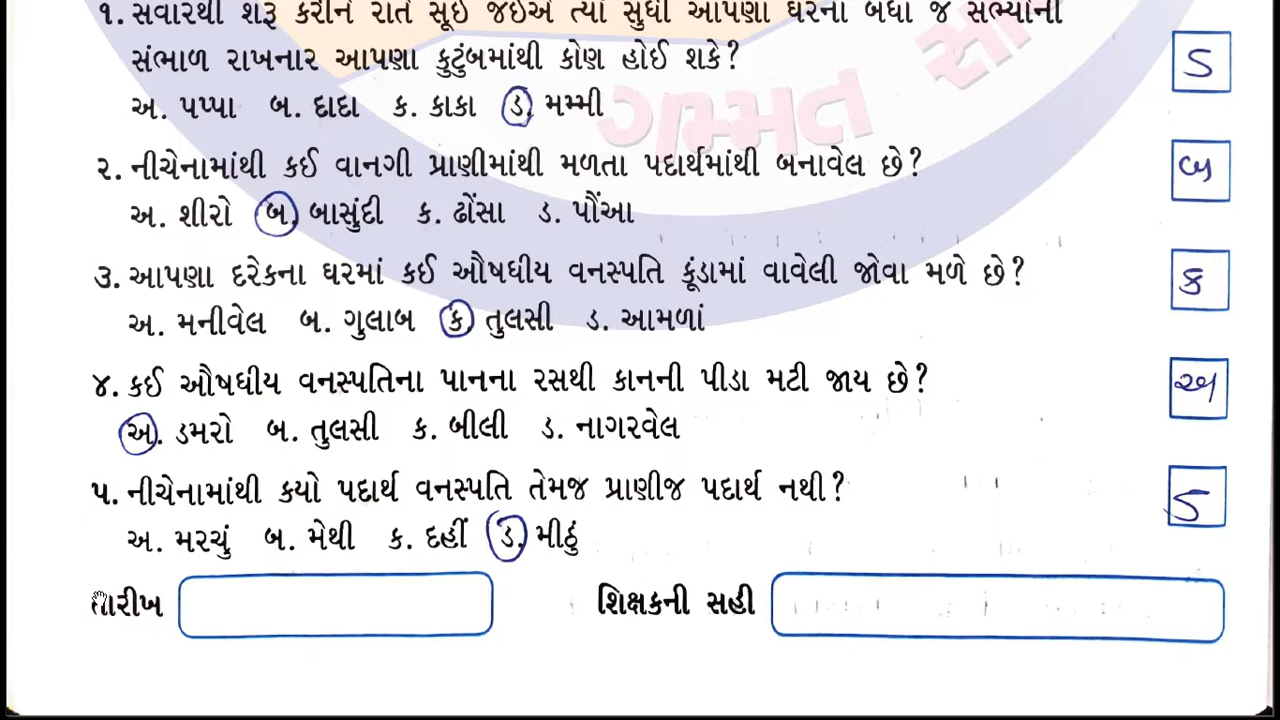 ૧. સવારથી શરૂ કરીને રાતે સૂઈ જઈએ ત્યાં સુધી આપણા ઘરના બધા જ સભ્યોની
સંભાળ રાખનાર આપણા કુટુંબમાંથી કોણ હોઈ શકે? ડ
અ. પપ્પા બ. દાદા ક. કાકા ડ. મમ્મી
ગમ્મત સા
૨. નીચેનામાંથી કઈ વાનગી પ્રાણીમાંથી મળતા પદાર્થમાંથી બનાવેલ છે? બ
અ. શીરો બ. બાસુંદી ક. ઢોંસા ડ. પૌંઆ
૩. આપણા દરેકના ઘરમાં કઈ ઔષધીય વનસ્પતિ કૂંડામાં વાવેલી જોવા મળે છે? ક
અ. મનીવેલ બ. ગુલાબ ક. તુલસી ડ. આમળાં
૪. કઈ ઔષધીય વનસ્પતિના પાનના રસથી કાનની પીડા મટી જાય છે? અ
અ. ડમરો બ. તુલસી ક. બીલી ડ. નાગરવેલ
૫. નીચેનામાંથી કયો પદાર્થ વનસ્પતિ તેમજ પ્રાણીજ પદાર્થ નથી? ડ
અ. મરચું બ. મેથી ક. દહીં ડ. મીઠું
તારીખ શિક્ષકની સહી